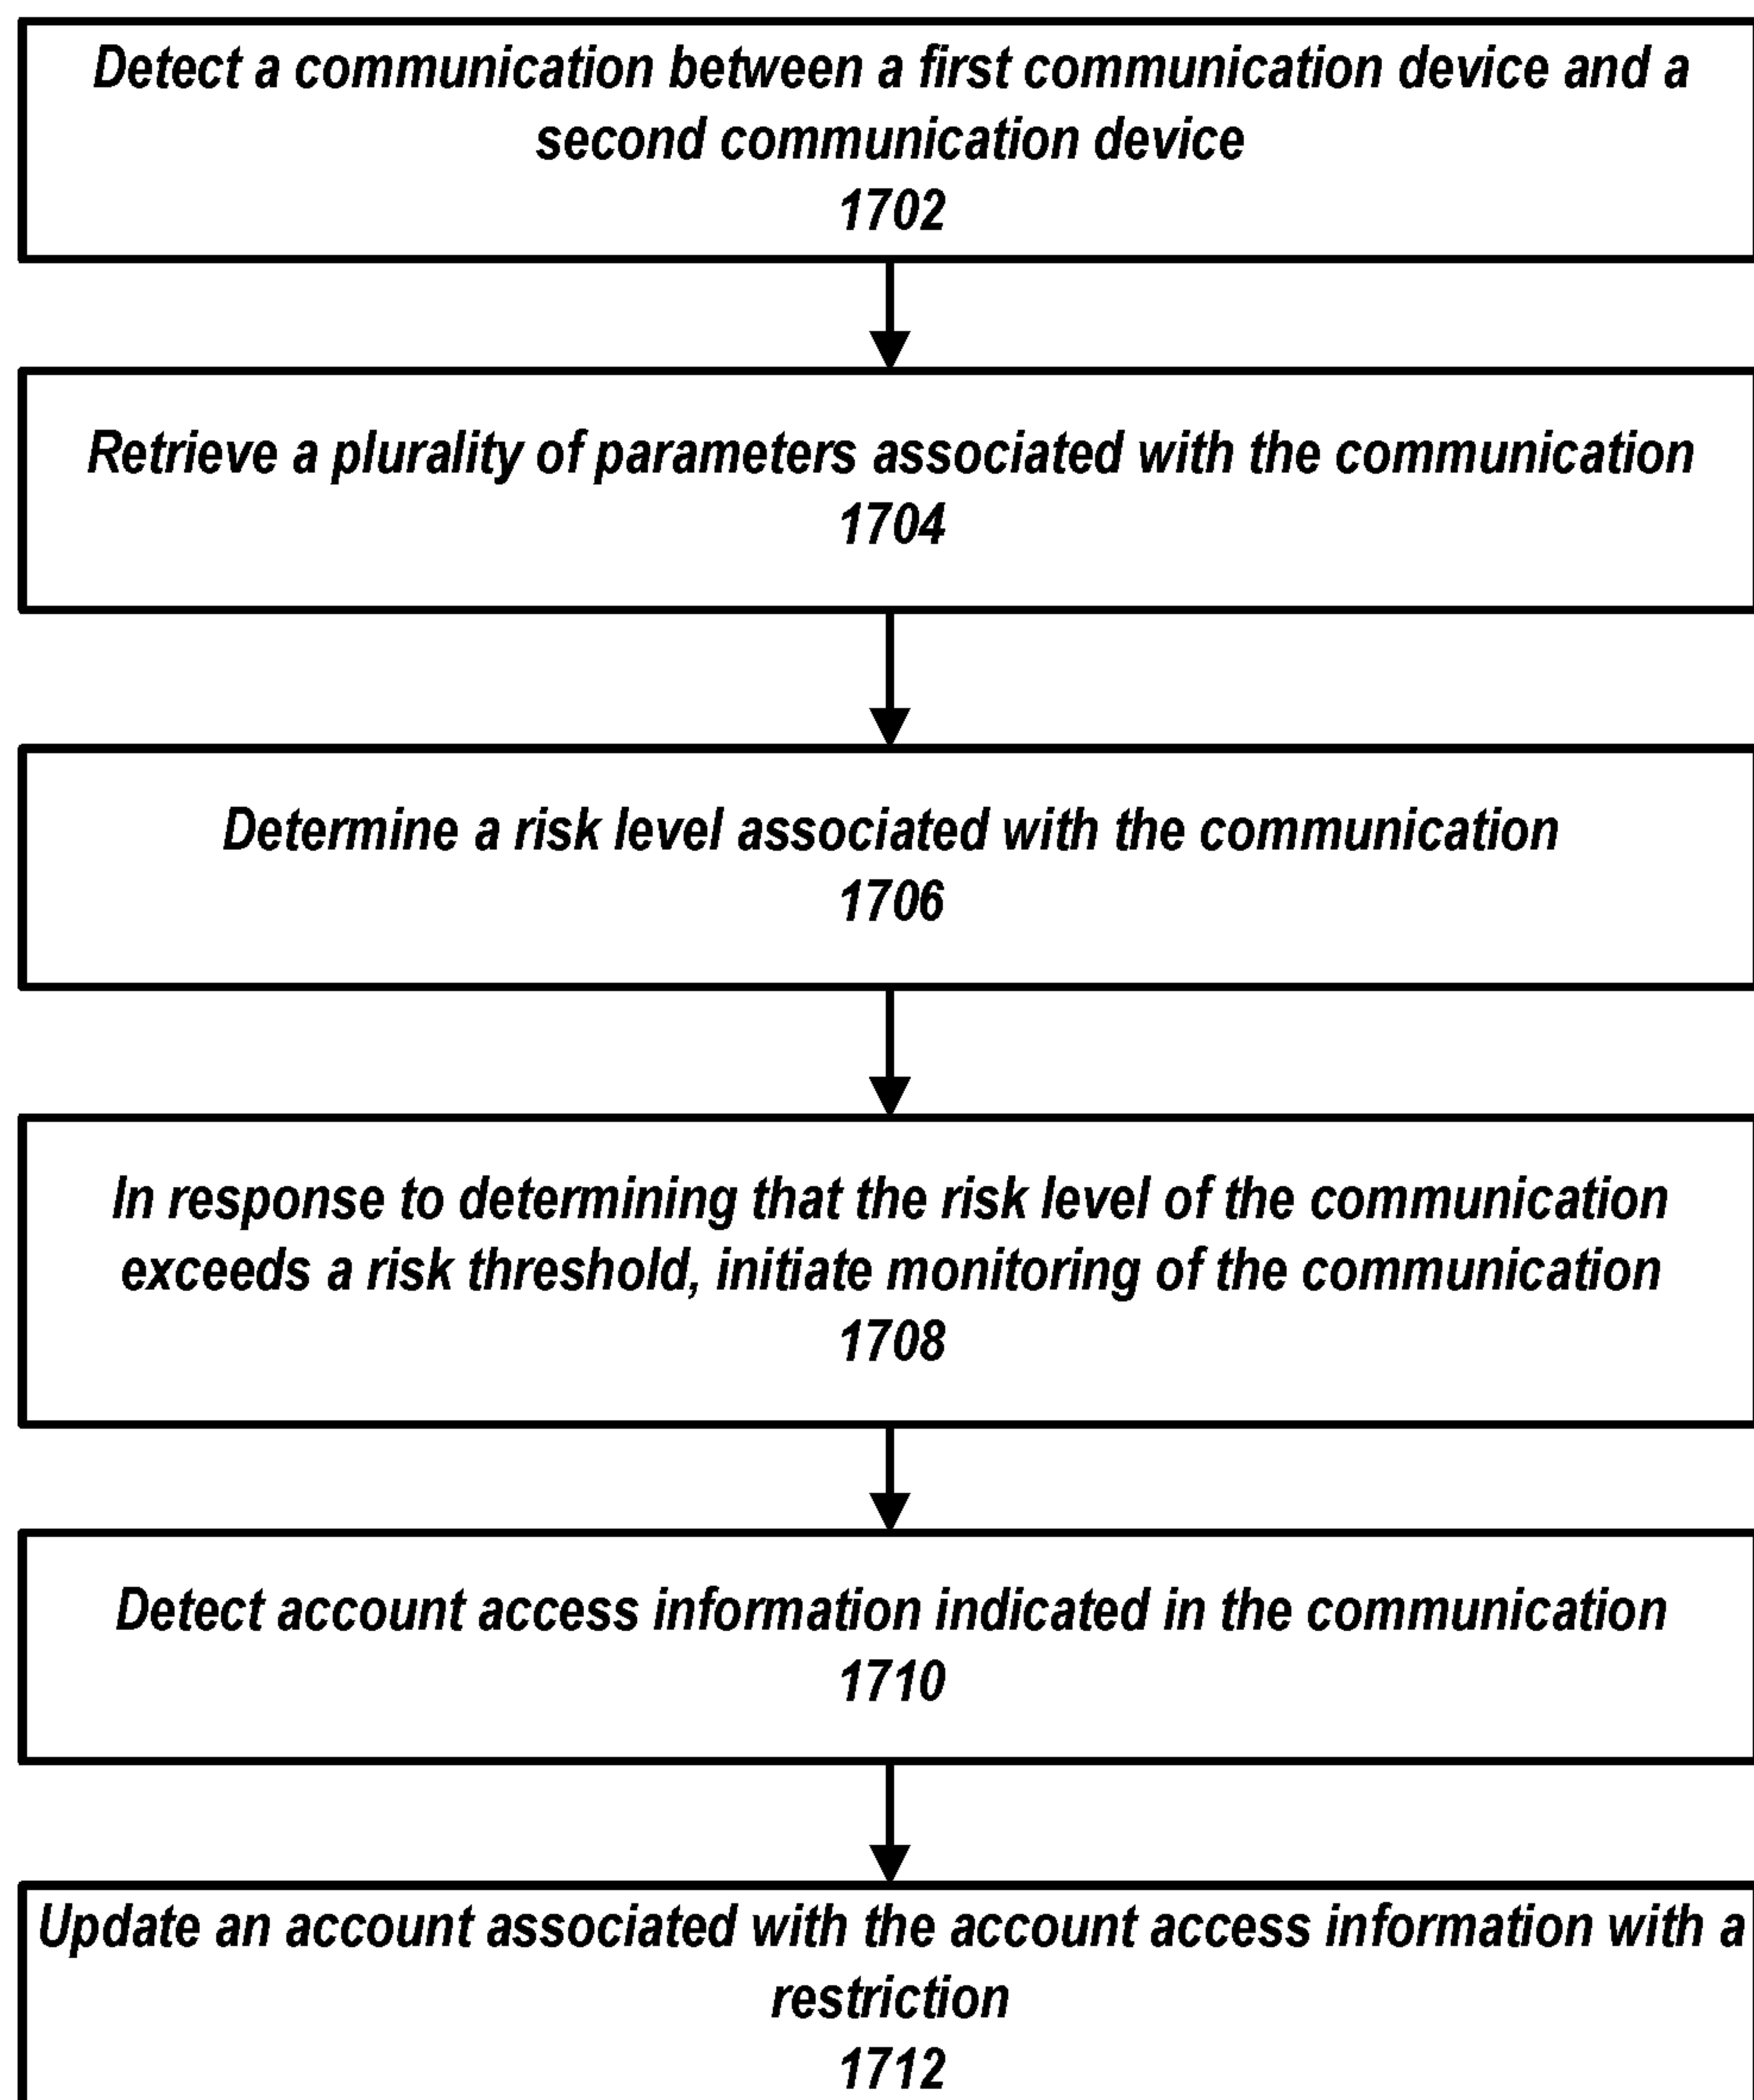 Detect a communication between a first communication device and a
second communication device
1702
Retrieve a plurality of parameters associated with the communication
1704
Determine a risk level associated with the communication
1706
In response to determining that the risk level of the communication
exceeds a risk threshold, initiate monitoring of the communication
1708
Detect account access information indicated in the communication
1710
Update an account associated with the account access information with a
restriction
1712